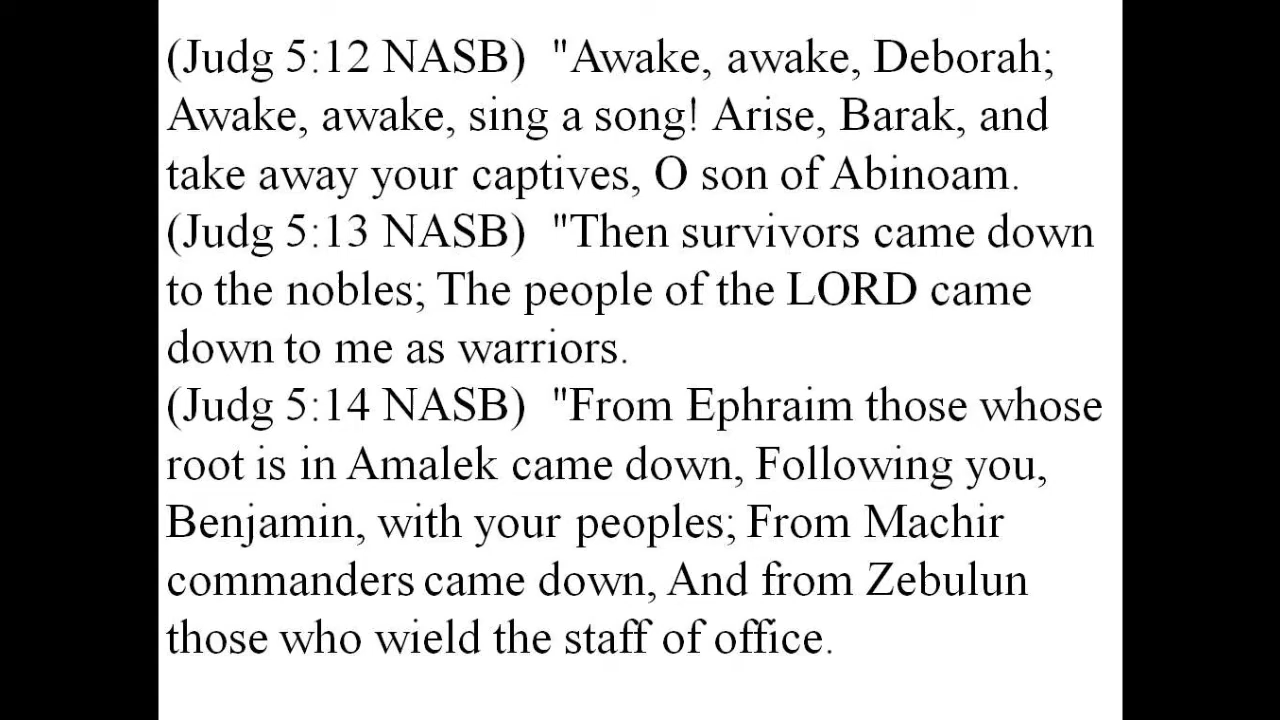 (Judg 5:12 NASB)  "Awake, awake, Deborah;
Awake, awake, sing a song! Arise, Barak, and
take away your captives, O son of Abinoam.
(Judg 5:13 NASB)  "Then survivors came down
to the nobles; The people of the LORD came
down to me as warriors.
(Judg 5:14 NASB)  "From Ephraim those whose
root is in Amalek came down, Following you,
Benjamin, with your peoples; From Machir
commanders came down, And from Zebulun
those who wield the staff of office.